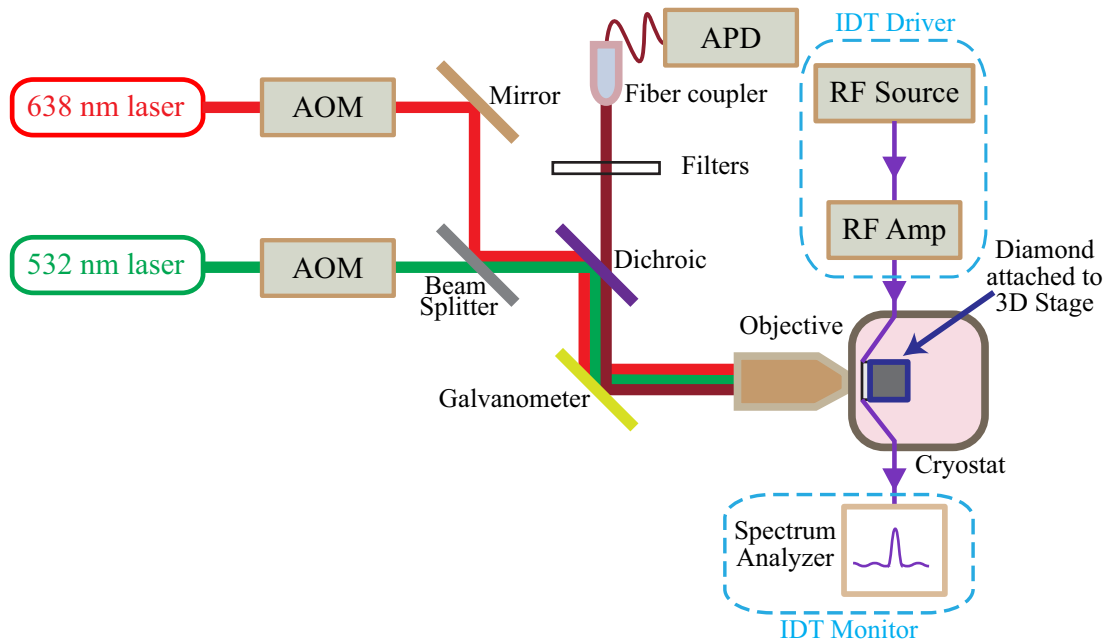 IDT Driver
APD
638 nm laser
AOM
Mirror
Fiber coupler
RF Source
Filters
RF Amp
532 nm laser
AOM
Beam
Splitter
Dichroic
Diamond
attached to
3D Stage
Objective
Galvanometer
Cryostat
Spectrum
Analyzer
IDT Monitor